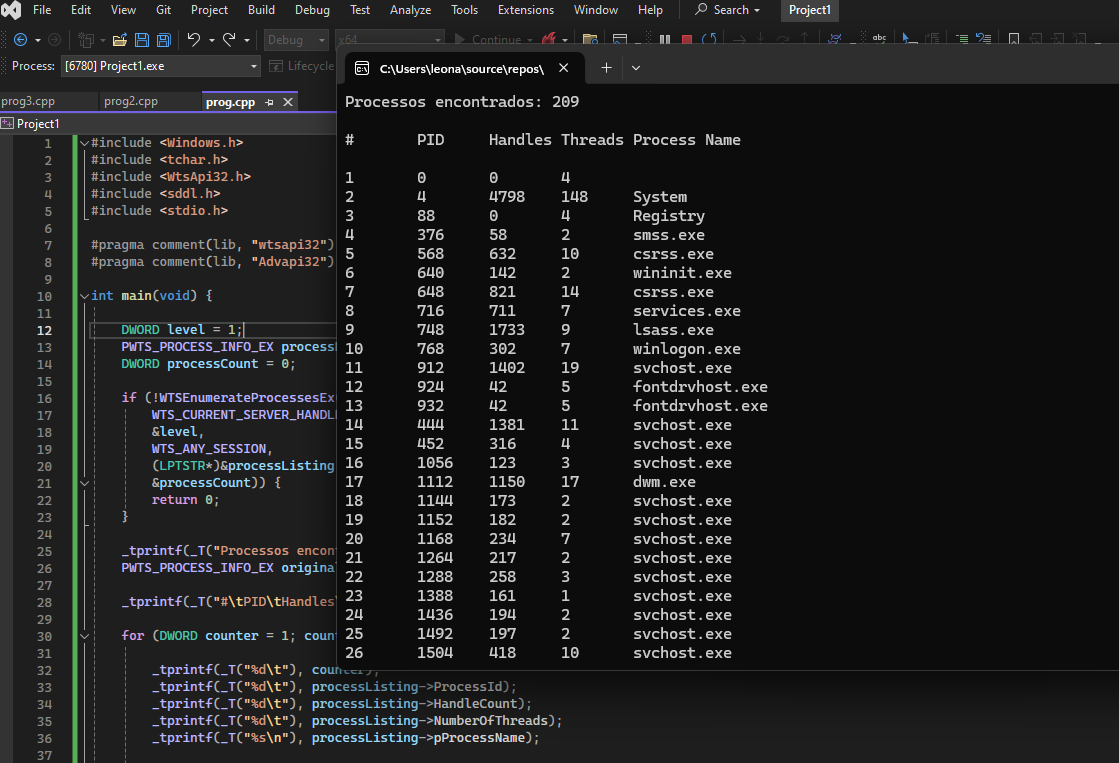 File Edit View Git Project Build Debug Test Analyze Tools Extensions Window Help Search Project1
Debug x64 Continue
Process: [6780] Project1.exe Lifecycle
prog3.cpp prog2.cpp prog.cpp
Project1
1 #include <Windows.h>
2 #include <tchar.h>
3 #include <WtsApi32.h>
4 #include <sddl.h>
5 #include <stdio.h>
6
7 #pragma comment(lib, "wtsapi32")
8 #pragma comment(lib, "Advapi32")
9
10 int main(void) {
11
12 DWORD level = 1;
13 PWTS_PROCESS_INFO_EX process
14 DWORD processCount = 0;
15
16 if (!WTSEnumerateProcessesEx
17 WTS_CURRENT_SERVER_HANDL
18 &level,
19 WTS_ANY_SESSION,
20 (LPTSTR*)&processListing
21 &processCount)) {
22 return 0;
23 }
24
25 _tprintf(_T("Processos encon
26 PWTS_PROCESS_INFO_EX origina
27
28 _tprintf(_T("#\tPID\tHandles
29
30 for (DWORD counter = 1; coun
31
32 _tprintf(_T("%d\t"), counter);
33 _tprintf(_T("%d\t"), processListing->ProcessId);
34 _tprintf(_T("%d\t"), processListing->HandleCount);
35 _tprintf(_T("%d\t"), processListing->NumberOfThreads);
36 _tprintf(_T("%s\n"), processListing->pProcessName);
37
C:\Users\leona\source\repos\
Processos encontrados: 209
# PID Handles Threads Process Name
1 0 0 4
2 4 4798 148 System
3 88 0 4 Registry
4 376 58 2 smss.exe
5 568 632 10 csrss.exe
6 640 142 2 wininit.exe
7 648 821 14 csrss.exe
8 716 711 7 services.exe
9 748 1733 9 lsass.exe
10 768 302 7 winlogon.exe
11 912 1402 19 svchost.exe
12 924 42 5 fontdrvhost.exe
13 932 42 5 fontdrvhost.exe
14 444 1381 11 svchost.exe
15 452 316 4 svchost.exe
16 1056 123 3 svchost.exe
17 1112 1150 17 dwm.exe
18 1144 173 2 svchost.exe
19 1152 182 2 svchost.exe
20 1168 234 7 svchost.exe
21 1264 217 2 svchost.exe
22 1288 258 3 svchost.exe
23 1388 161 1 svchost.exe
24 1436 194 2 svchost.exe
25 1492 197 2 svchost.exe
26 1504 418 10 svchost.exe